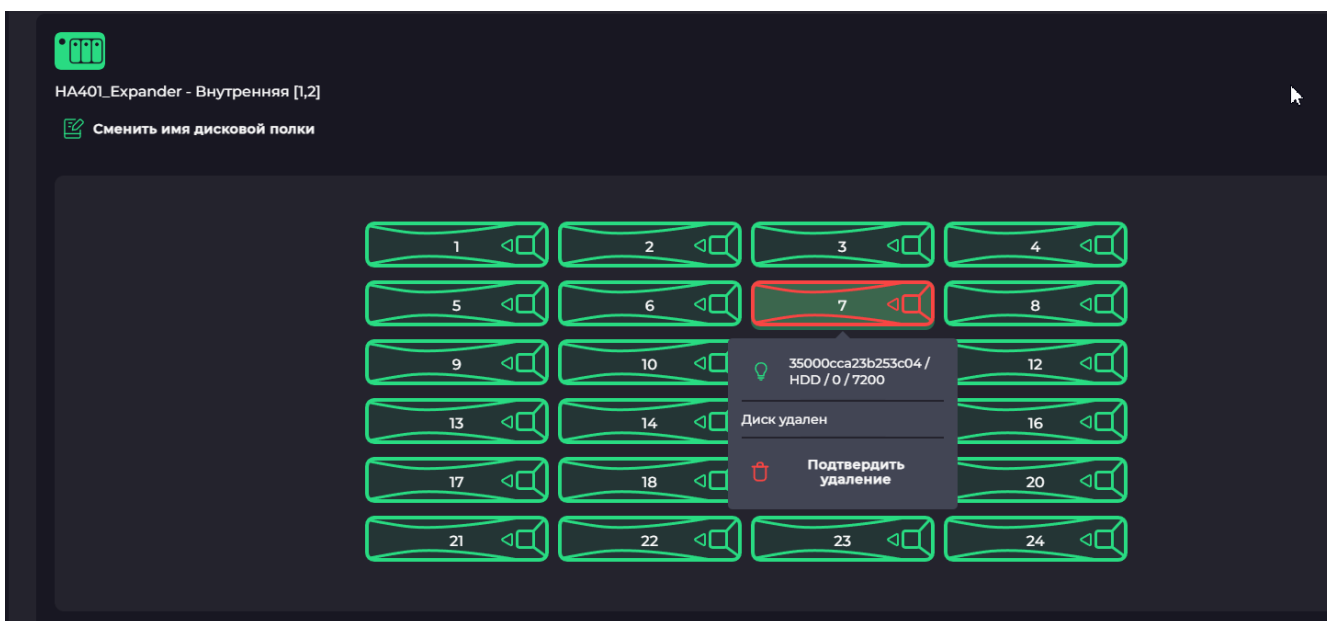 HA401_Expander - Внутренняя [1,2]
Сменить имя дисковой полки
1 2 3 4
5 6 7 8
9 10 12
35000cca23b253c04 /
HDD / 0 / 7200
Диск удален
13 14 16
Подтвердить
удаление
17 18 20
21 22 23 24